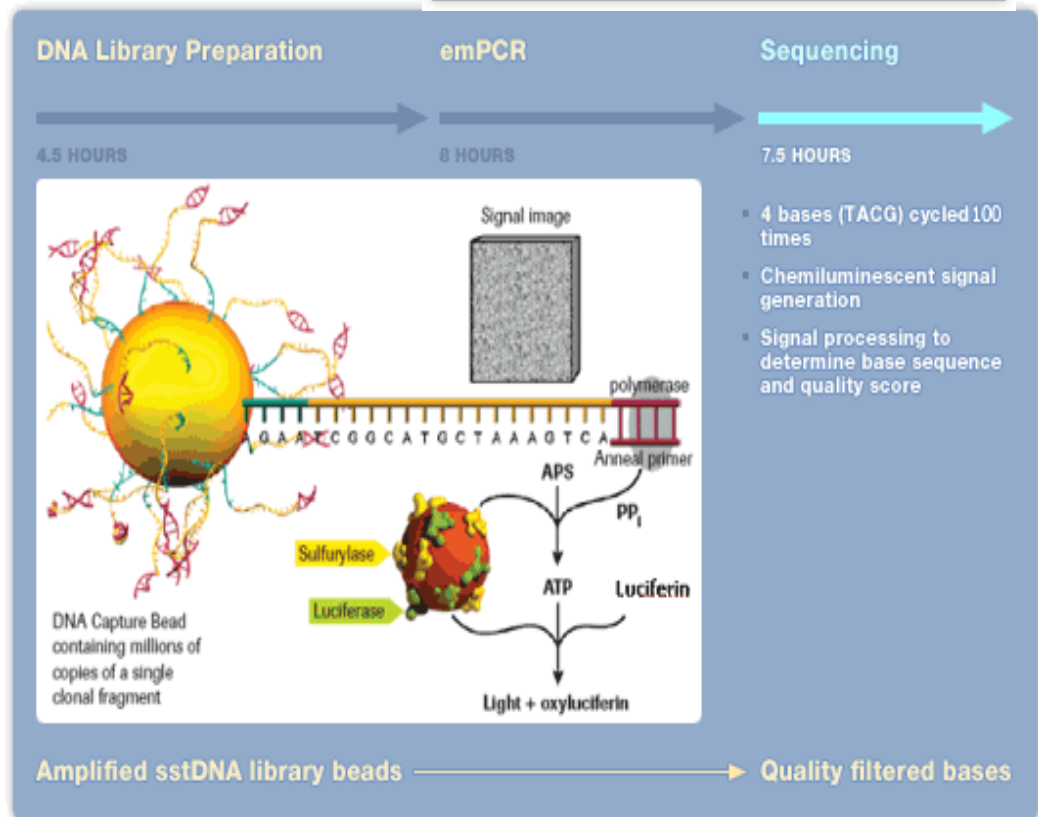 DNA Library Preparation
emPCR
Sequencing
4.5 HOURS
8 HOURS
7.5 HOURS
4 bases (TACG) cycled 100
times
Chemiluminescent signal
generation
Signal processing to
determine base sequence
and quality score
Signal image
polymerase
A G A A T C G G C A T G C T A A A G T C A
Anneal primer
APS
PPi
Sulfurylase
Luciferase
ATP
Luciferin
Light + oxyluciferin
DNA Capture Bead
containing millions of
copies of a single
clonal fragment
Amplified sstDNA library beads
Quality filtered bases